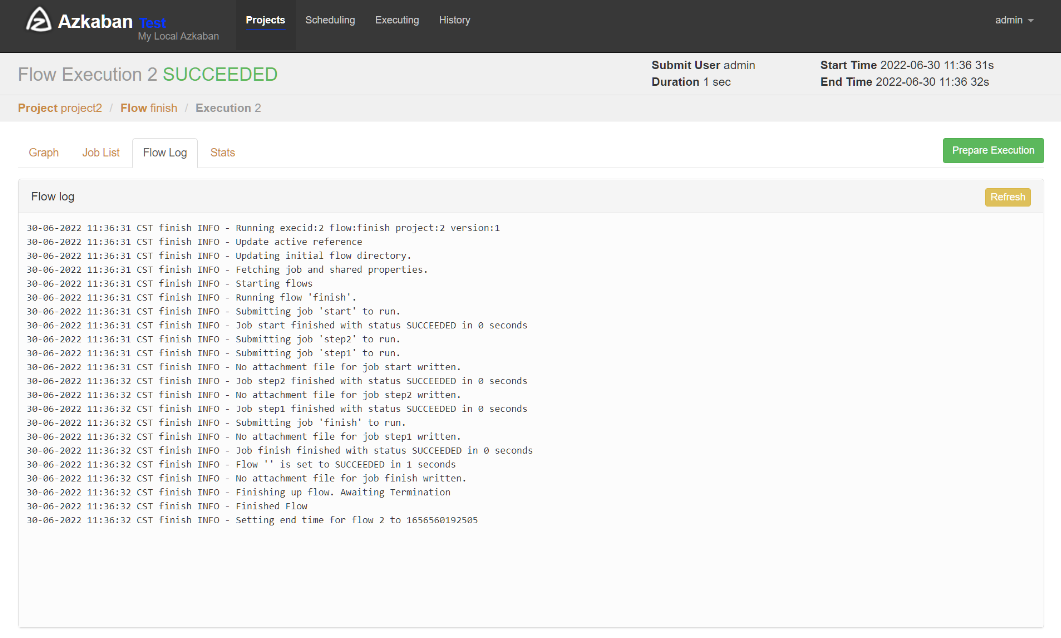 Azkaban Test
My Local Azkaban
Projects Scheduling Executing History admin
Flow Execution 2 SUCCEEDED
Submit User admin
Duration 1 sec
Start Time 2022-06-30 11:36 31s
End Time 2022-06-30 11:36 32s
Project project2 / Flow finish / Execution 2
Graph Job List Flow Log Stats
Prepare Execution
Flow log
Refresh
30-06-2022 11:36:31 CST finish INFO - Running execid:2 flow:finish project:2 version:1
30-06-2022 11:36:31 CST finish INFO - Update active reference
30-06-2022 11:36:31 CST finish INFO - Updating initial flow directory.
30-06-2022 11:36:31 CST finish INFO - Fetching job and shared properties.
30-06-2022 11:36:31 CST finish INFO - Starting flows
30-06-2022 11:36:31 CST finish INFO - Running flow 'finish'.
30-06-2022 11:36:31 CST finish INFO - Submitting job 'start' to run.
30-06-2022 11:36:31 CST finish INFO - Job start finished with status SUCCEEDED in 0 seconds
30-06-2022 11:36:31 CST finish INFO - Submitting job 'step2' to run.
30-06-2022 11:36:31 CST finish INFO - Submitting job 'step1' to run.
30-06-2022 11:36:31 CST finish INFO - No attachment file for job start written.
30-06-2022 11:36:32 CST finish INFO - Job step2 finished with status SUCCEEDED in 0 seconds
30-06-2022 11:36:32 CST finish INFO - No attachment file for job step2 written.
30-06-2022 11:36:32 CST finish INFO - Job step1 finished with status SUCCEEDED in 0 seconds
30-06-2022 11:36:32 CST finish INFO - Submitting job 'finish' to run.
30-06-2022 11:36:32 CST finish INFO - No attachment file for job step1 written.
30-06-2022 11:36:32 CST finish INFO - Job finish finished with status SUCCEEDED in 0 seconds
30-06-2022 11:36:32 CST finish INFO - Flow '' is set to SUCCEEDED in 1 seconds
30-06-2022 11:36:32 CST finish INFO - No attachment file for job finish written.
30-06-2022 11:36:32 CST finish INFO - Finishing up flow. Awaiting Termination
30-06-2022 11:36:32 CST finish INFO - Finished Flow
30-06-2022 11:36:32 CST finish INFO - Setting end time for flow 2 to 1656560192505